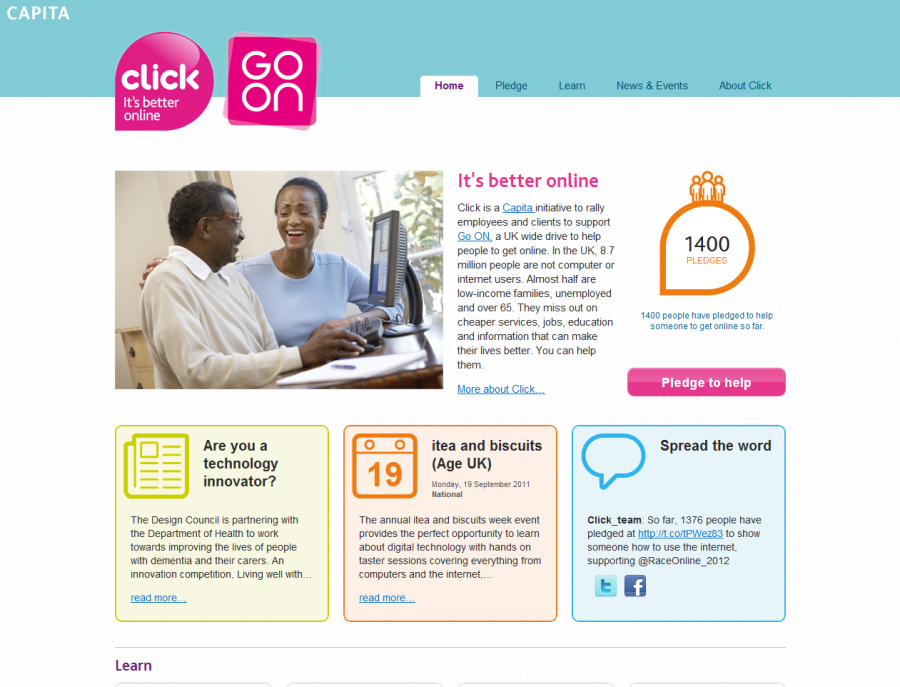 CAPITA
click
It's better
online
GO
ON
Home Pledge Learn News & Events About Click
It's better online
Click is a Capita initiative to rally
employees and clients to support
Go ON, a UK wide drive to help
people to get online. In the UK, 8.7
million people are not computer or
internet users. Almost half are
low-income families, unemployed
and over 65. They miss out on
cheaper services, jobs, education
and information that can make
their lives better. You can help
them.
More about Click...
1400
PLEDGES
1400 people have pledged to help
someone to get online so far.
Pledge to help
Are you a
technology
innovator?
The Design Council is partnering with
the Department of Health to work
towards improving the lives of people
with dementia and their carers. An
innovation competition, Living well with...
read more...
19
itea and biscuits
(Age UK)
Monday, 19 September 2011
National
The annual itea and biscuits week event
provides the perfect opportunity to learn
about digital technology with hands on
taster sessions covering everything from
computers and the internet,...
read more...
Spread the word
Click_team: So far, 1376 people have
pledged at http://t.co/tPWez83 to show
someone how to use the internet,
supporting @RaceOnline_2012
t f
Learn